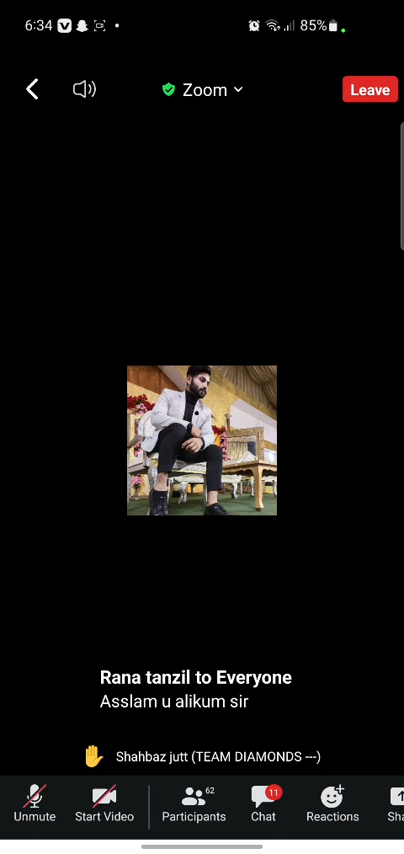 6:34
85%
Zoom
Leave
Rana tanzil to Everyone
Asslam u alikum sir
Shahbaz jutt (TEAM DIAMONDS ---)
62
11
Unmute Start Video Participants Chat Reactions Sha